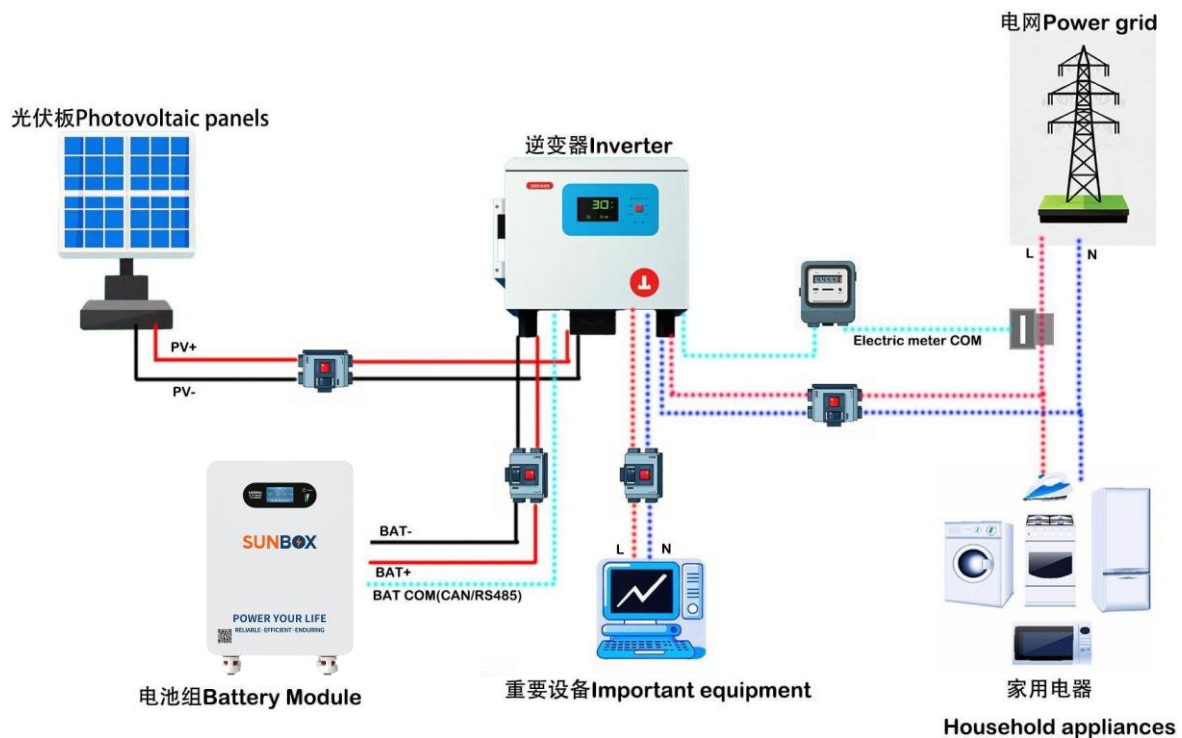 电网Power grid
光伏板Photovoltaic panels
逆变器Inverter
30:
L
N
PV+
PV-
Electric meter COM
SUNBOX
POWER YOUR LIFE
RELIABLE·EFFICIENT·ENDURING
BAT-
BAT+
BAT COM(CAN/RS485)
L
N
电池组Battery Module
重要设备Important equipment
家用电器
Household appliances